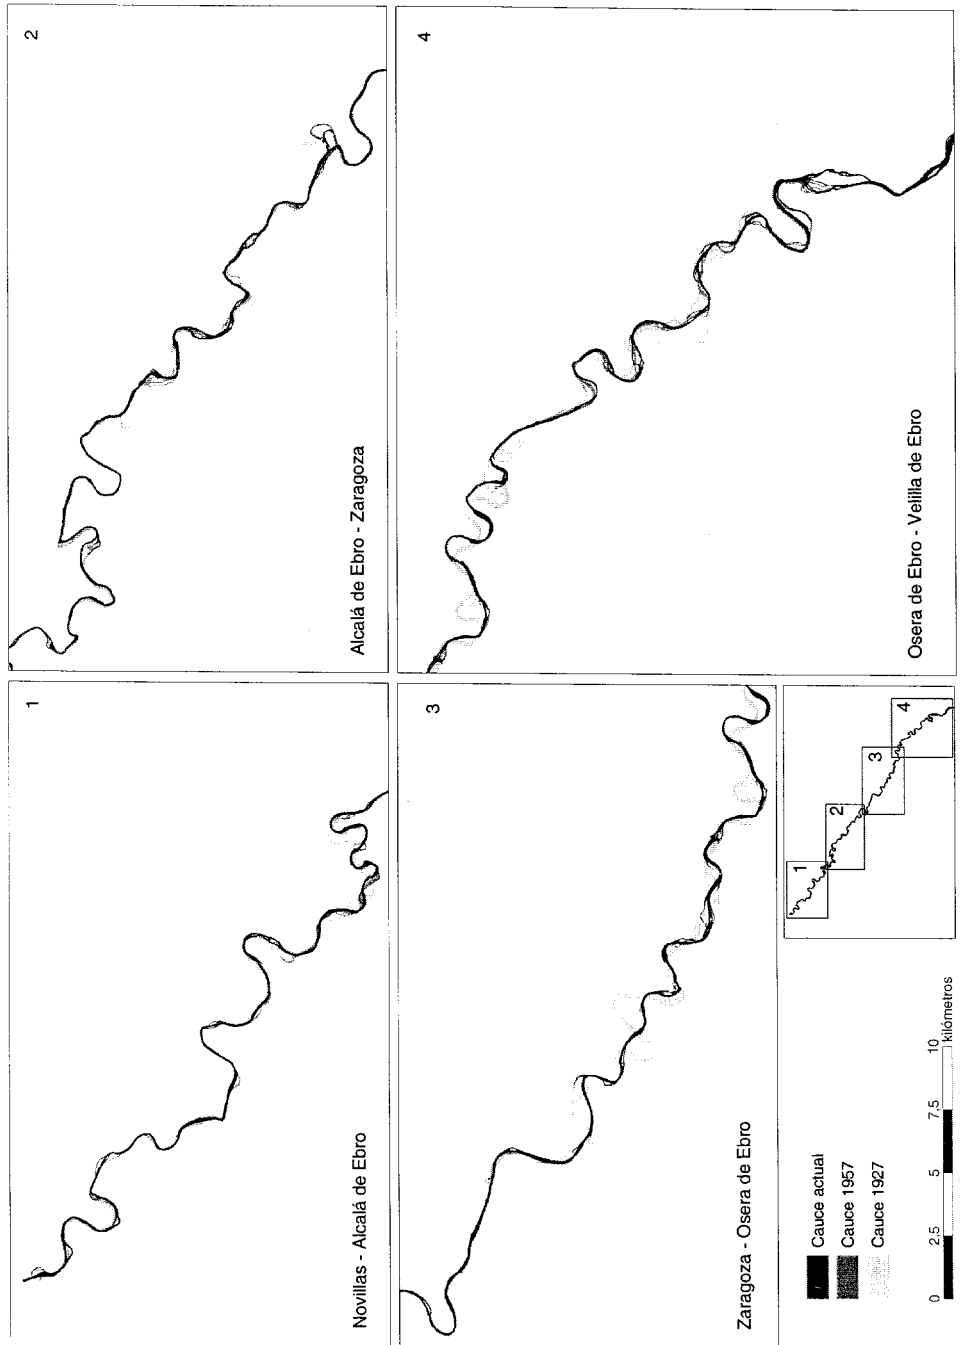 1
Novillas - Alcalá de Ebro
2
Alcalá de Ebro - Zaragoza
3
Zaragoza - Osera de Ebro
4
Osera de Ebro - Velilla de Ebro
Cauce actual
Cauce 1957
Cauce 1927
0 2,5 5 7,5 10
kilómetros
1
2
3
4